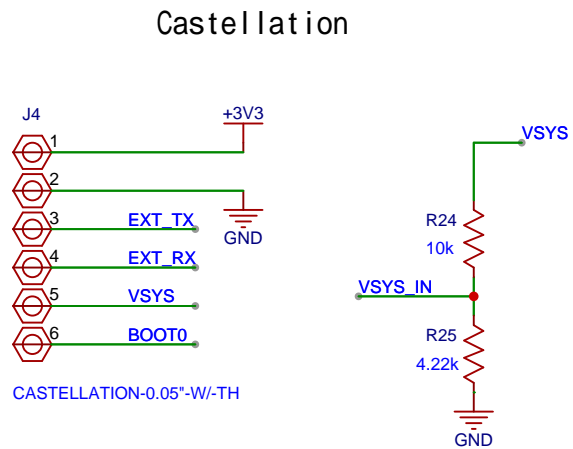 Castellation
J4
+3V3
1
2
GND
3 EXT_TX
4 EXT_RX
5 VSYS
6 BOOT0
CASTELLATION-0.05"-W/-TH
VSYS
R24
10k
VSYS_IN
R25
4.22k
GND